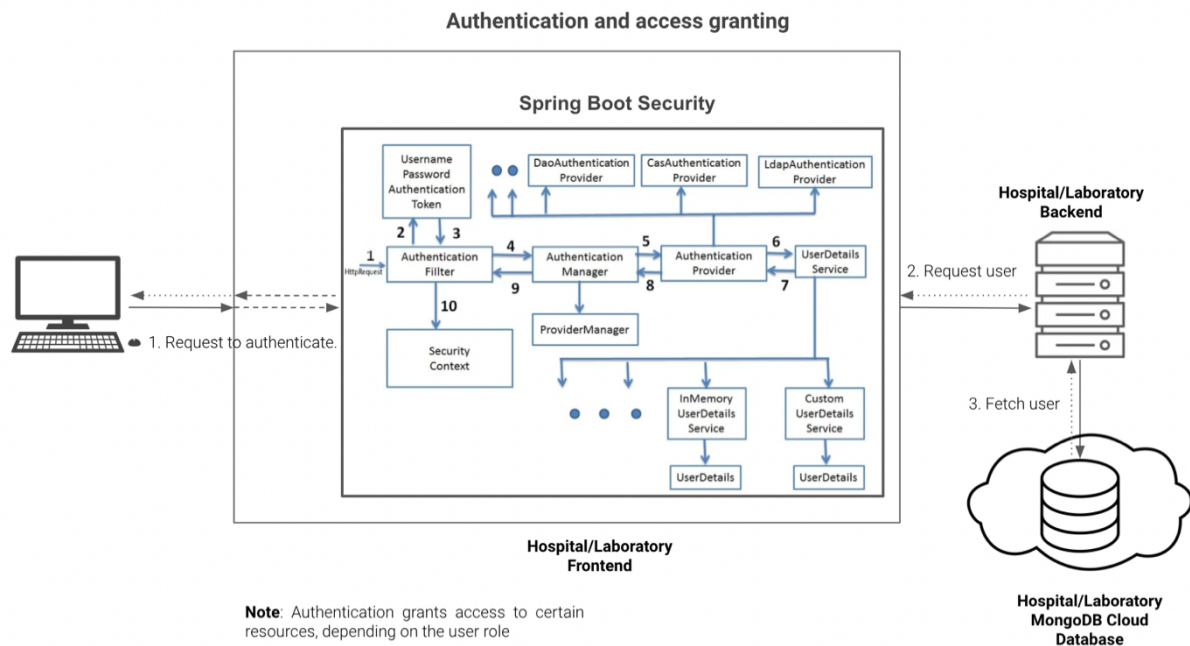 Authentication and access granting
Spring Boot Security
Username
Password
Authentication
Token
DaoAuthentication
Provider
CasAuthentication
Provider
LdapAuthentication
Provider
2
3
1
HttpRequest
Authentication
Fillter
4
9
Authentication
Manager
5
8
Authentication
Provider
6
7
UserDetails
Service
10
Security
Context
ProviderManager
InMemory
UserDetails
Service
Custom
UserDetails
Service
UserDetails
UserDetails
1. Request to authenticate.
2. Request user
Hospital/Laboratory
Backend
3. Fetch user
Hospital/Laboratory
Frontend
Hospital/Laboratory
MongoDB Cloud
Database
Note: Authentication grants access to certain
resources, depending on the user role